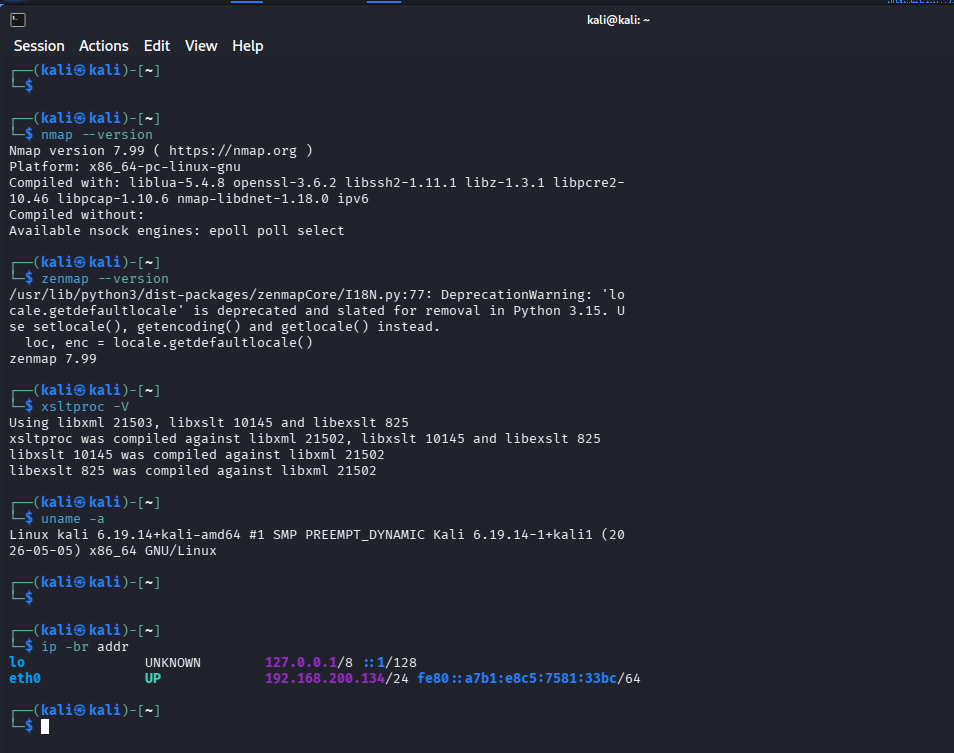 kali@kali: ~
Session Actions Edit View Help
┌──(kali㉿kali)-[~]
└─$
┌──(kali㉿kali)-[~]
└─$ nmap --version
Nmap version 7.99 ( https://nmap.org )
Platform: x86_64-pc-linux-gnu
Compiled with: liblua-5.4.8 openssl-3.6.2 libssh2-1.11.1 libz-1.3.1 libpcre2-
10.46 libpcap-1.10.6 nmap-libdnet-1.18.0 ipv6
Compiled without:
Available nsock engines: epoll poll select
┌──(kali㉿kali)-[~]
└─$ zenmap --version
/usr/lib/python3/dist-packages/zenmapCore/I18N.py:77: DeprecationWarning: 'lo
cale.getdefaultlocale' is deprecated and slated for removal in Python 3.15. U
se setlocale(), getencoding() and getlocale() instead.
  loc, enc = locale.getdefaultlocale()
zenmap 7.99
┌──(kali㉿kali)-[~]
└─$ xsltproc -V
Using libxml 21503, libxslt 10145 and libexslt 825
xsltproc was compiled against libxml 21502, libxslt 10145 and libexslt 825
libxslt 10145 was compiled against libxml 21502
libexslt 825 was compiled against libxml 21502
┌──(kali㉿kali)-[~]
└─$ uname -a
Linux kali 6.19.14+kali-amd64 #1 SMP PREEMPT_DYNAMIC Kali 6.19.14-1+kali1 (20
26-05-05) x86_64 GNU/Linux
┌──(kali㉿kali)-[~]
└─$
┌──(kali㉿kali)-[~]
└─$ ip -br addr
lo               UNKNOWN        127.0.0.1/8 ::1/128
eth0             UP             192.168.200.134/24 fe80::a7b1:e8c5:7581:33bc/64
┌──(kali㉿kali)-[~]
└─$